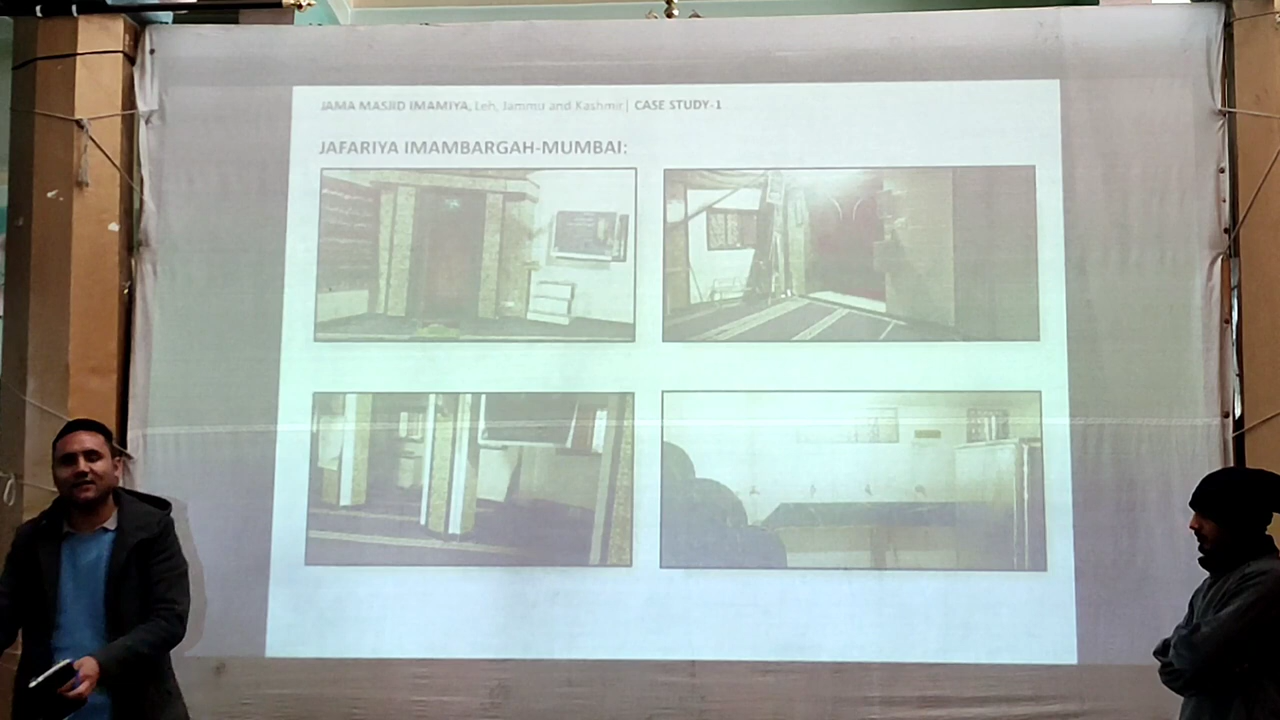 JAMA MASJID IMAMIYA, Leh, Jammu and Kashmir| CASE STUDY-1
JAFARIYA IMAMBARGAH-MUMBAI: